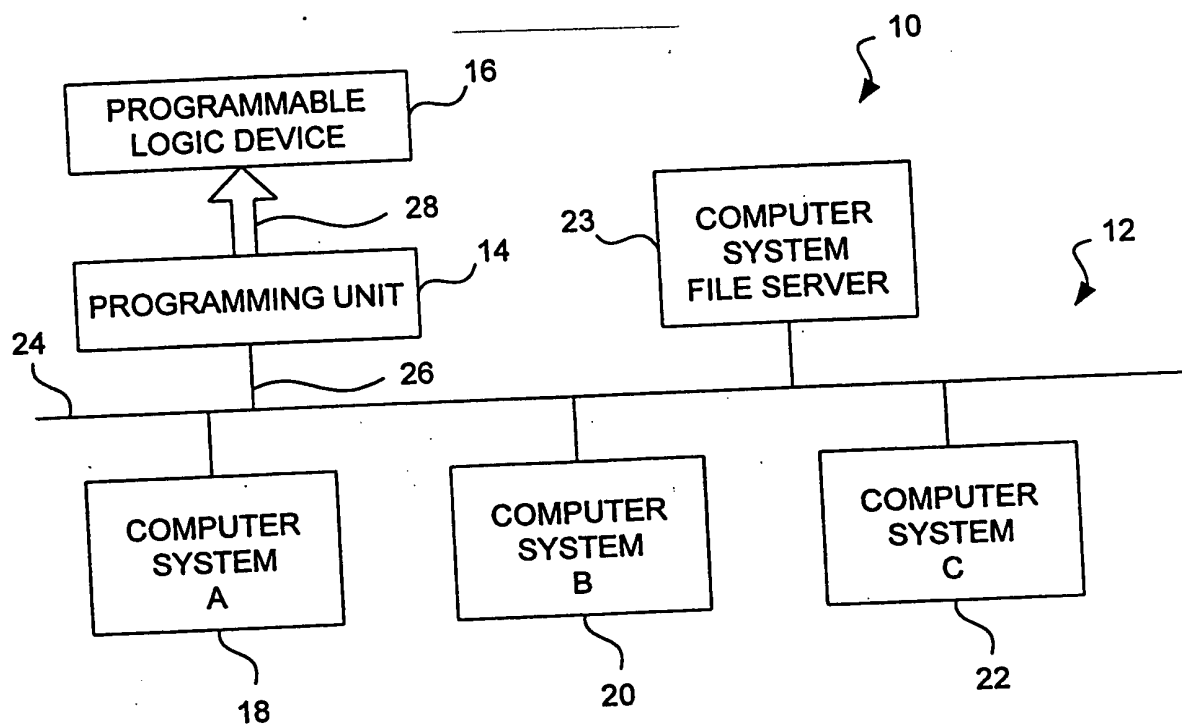 10
16
PROGRAMMABLE
LOGIC DEVICE
28
23
COMPUTER
SYSTEM
FILE SERVER
12
14
PROGRAMMING UNIT
24
26
COMPUTER
SYSTEM
A
COMPUTER
SYSTEM
B
COMPUTER
SYSTEM
C
18
20
22